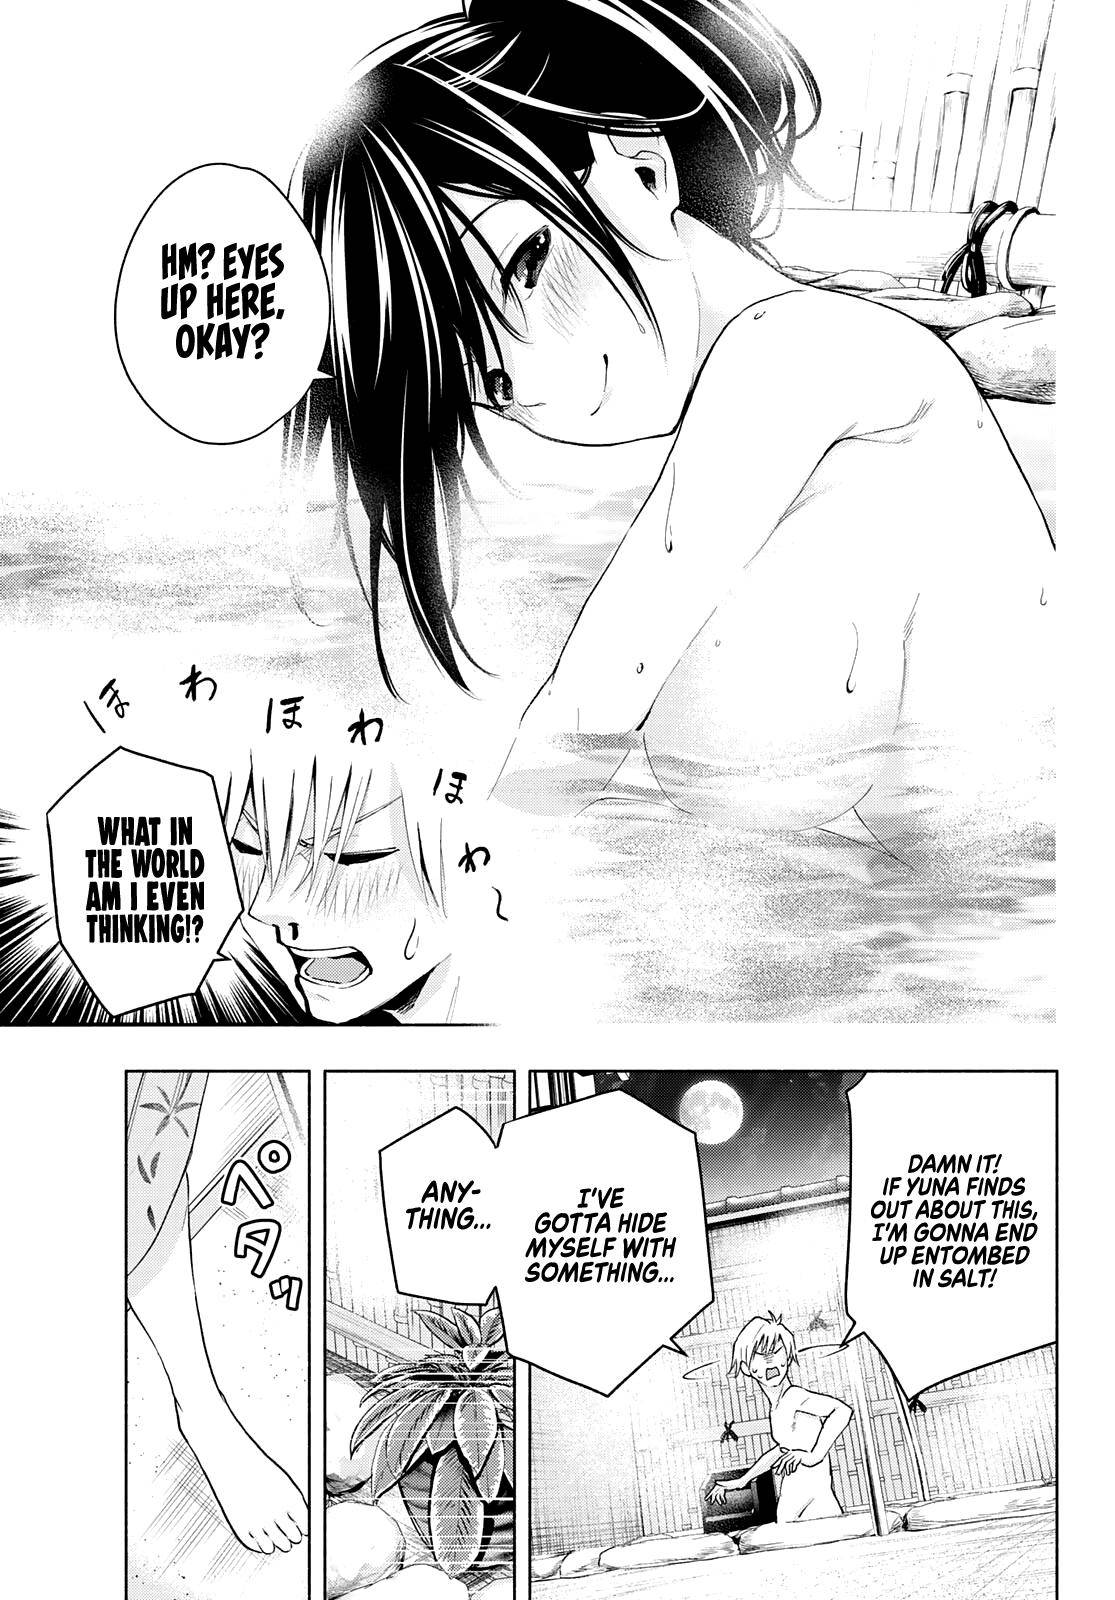 HM? EYES
UP HERE,
OKAY?
ほわほわほわ~
WHAT IN
THE WORLD
AM I EVEN
THINKING!?
DAMN IT!
IF YUNA FINDS
OUT ABOUT THIS,
I'M GONNA END
UP ENTOMBED
IN SALT!
I'VE
GOTTA HIDE
MYSELF WITH
SOMETHING...
ANY-
THING...
ペタッ